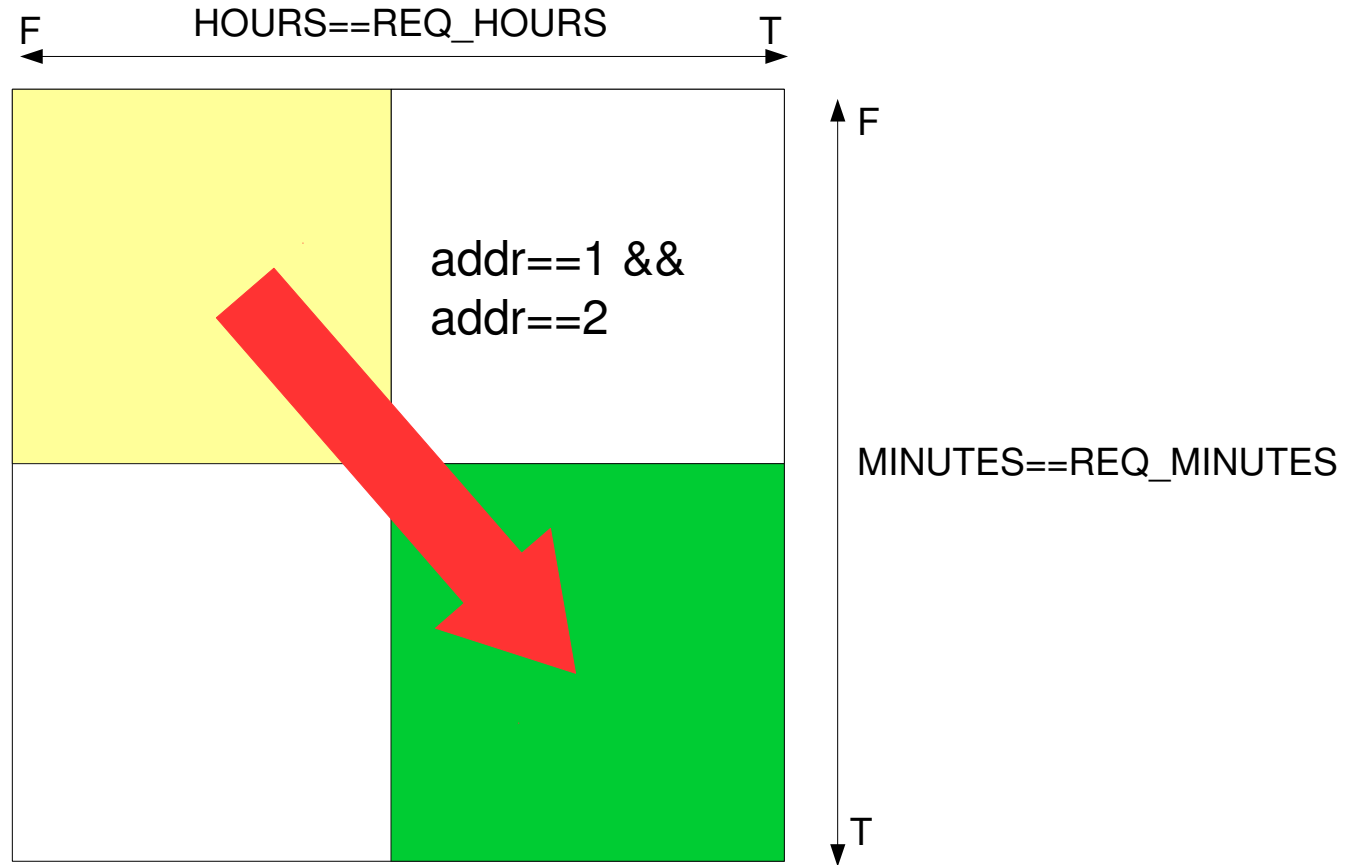 F HOURS==REQ_HOURS T
F
addr==1 &&
addr==2
MINUTES==REQ_MINUTES
T